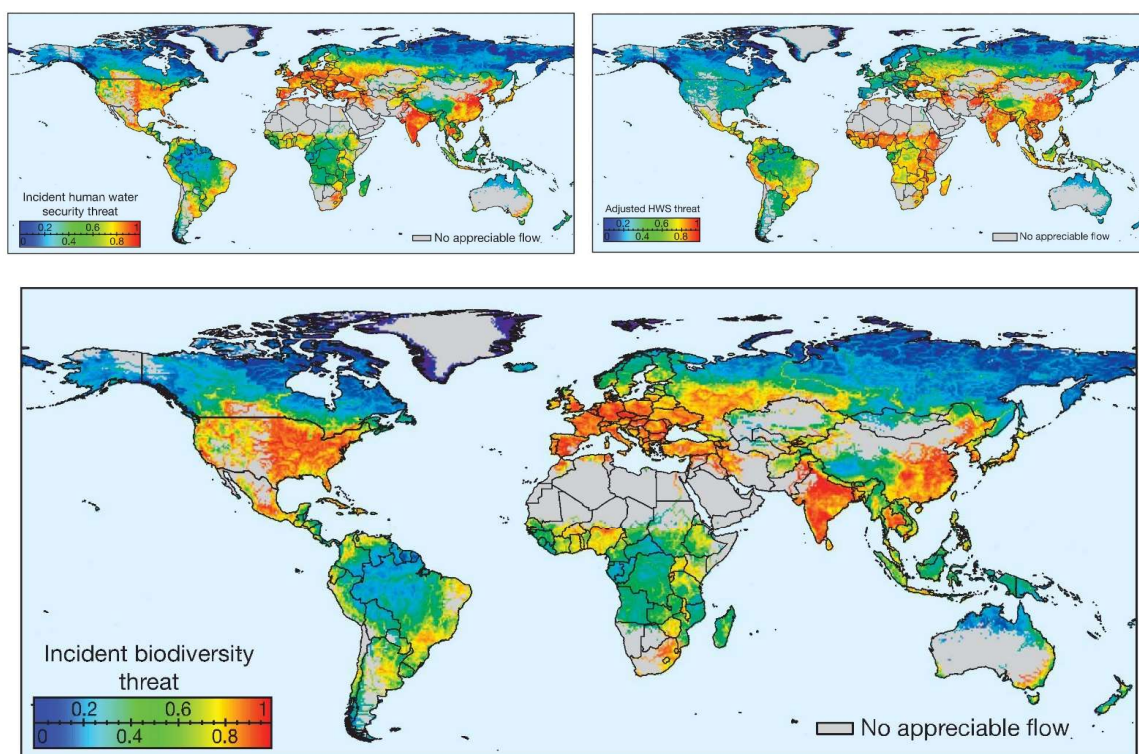 Incident human water
security threat
0.2 0.6 1
0 0.4 0.8
No appreciable flow
Adjusted HWS threat
0.2 0.6 1
0 0.4 0.8
No appreciable flow
Incident biodiversity
threat
0.2 0.6 1
0 0.4 0.8
No appreciable flow